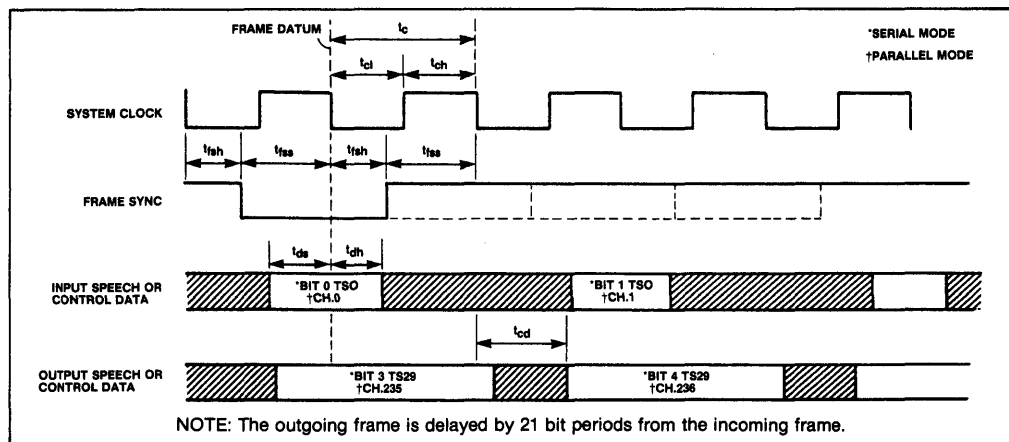 FRAME DATUM
tc
*SERIAL MODE
†PARALLEL MODE
tcl
tch
SYSTEM CLOCK
tfsh
tfss
tfsh
tfss
FRAME SYNC
tds
tdh
INPUT SPEECH OR
CONTROL DATA
*BIT 0 TSO
†CH.0
*BIT 1 TSO
†CH.1
tcd
OUTPUT SPEECH OR
CONTROL DATA
*BIT 3 TS29
†CH.235
*BIT 4 TS29
†CH.236
NOTE: The outgoing frame is delayed by 21 bit periods from the incoming frame.